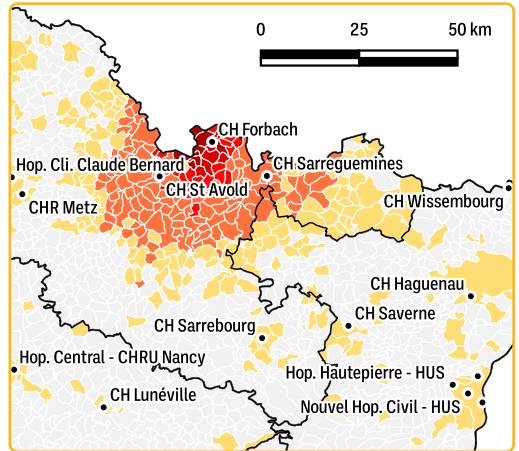 0 25 50 km
CH Forbach
Hop. Cli. Claude Bernard
CH Sarreguemines
CH St Avold
CHR Metz
CH Wissembourg
CH Haguenau
CH Saverne
CH Sarrebourg
Hop. Central - CHRU Nancy
Hop. Hautepierre - HUS
CH Lunéville
Nouvel Hop. Civil - HUS